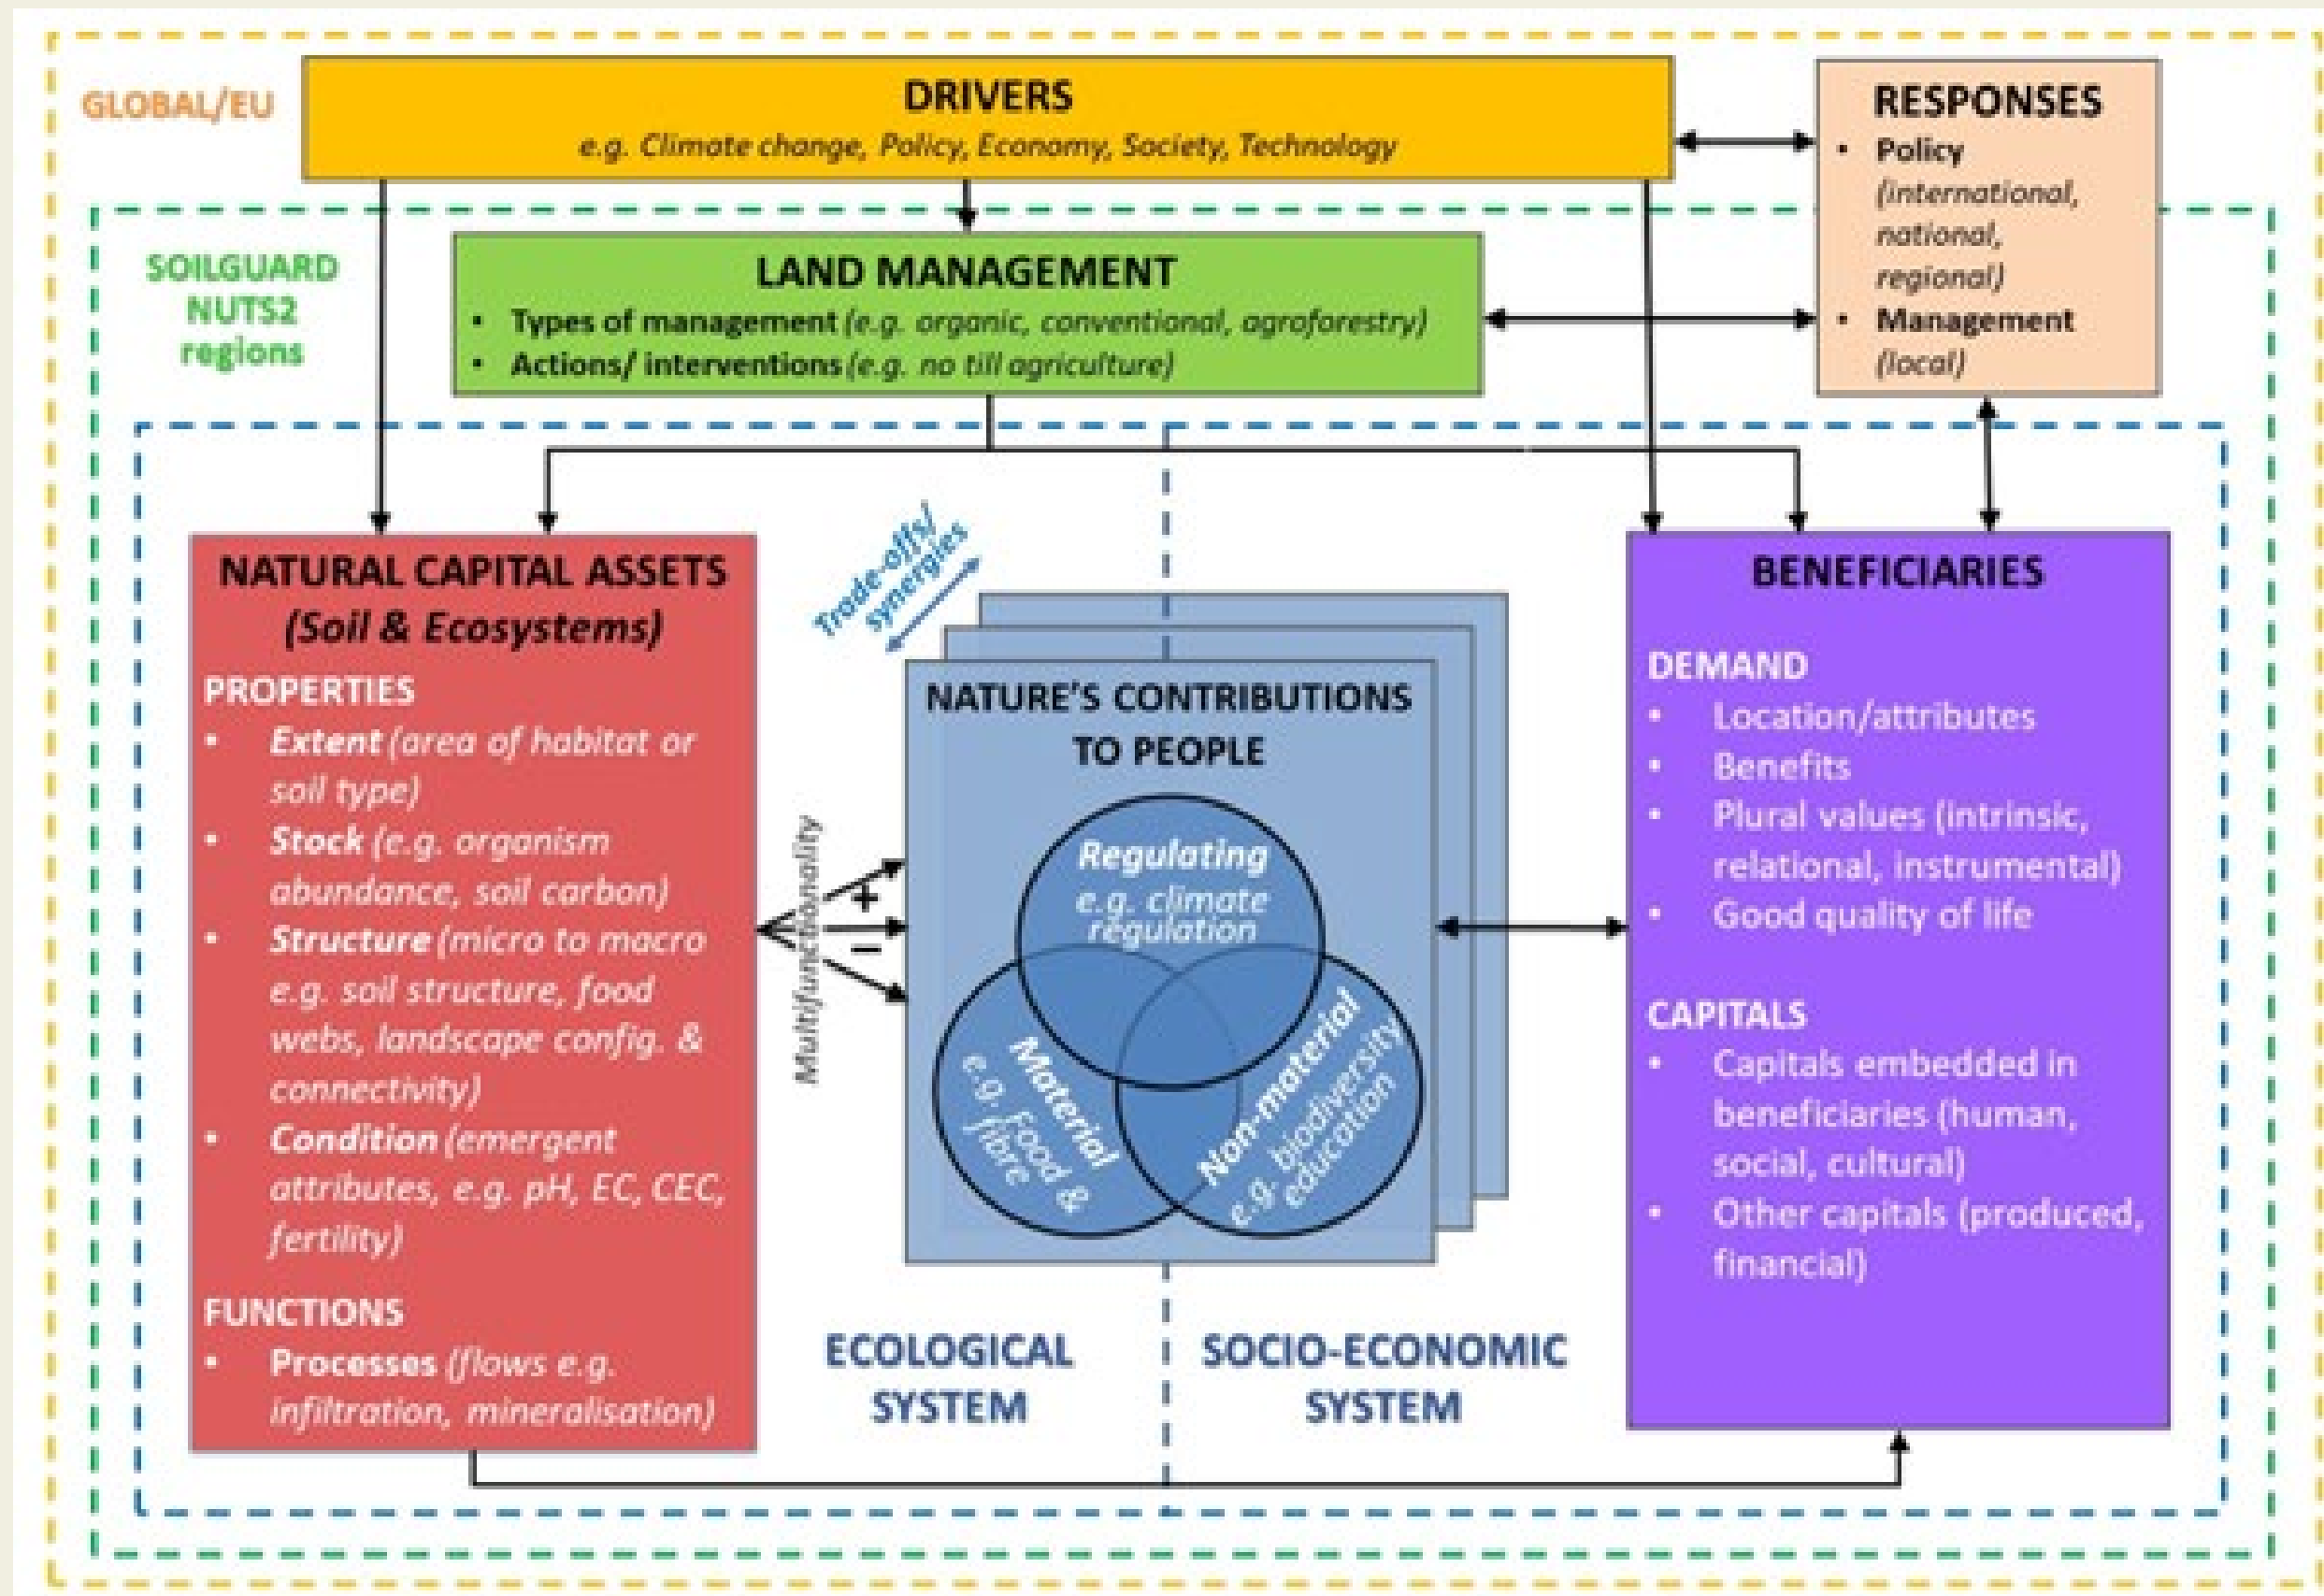 GLOBAL/EU
DRIVERS
e.g. Climate change, Policy, Economy, Society, Technology
RESPONSES
• Policy
(international,
national,
regional)
• Management
(local)
SOILGUARD
NUTS2
regions
LAND MANAGEMENT
• Types of management (e.g. organic, conventional, agroforestry)
• Actions/ interventions (e.g. no till agriculture)
NATURAL CAPITAL ASSETS
(Soil & Ecosystems)
PROPERTIES
• Extent (area of habitat or
soil type)
• Stock (e.g. organism
abundance, soil carbon)
• Structure (micro to macro
e.g. soil structure, food
webs, landscape config. &
connectivity)
• Condition (emergent
attributes, e.g. pH, EC, CEC,
fertility)
FUNCTIONS
• Processes (flows e.g.
infiltration, mineralisation)
Trade-offs/
synergies
Multifunctionality
+
–
NATURE'S CONTRIBUTIONS
TO PEOPLE
Regulating
e.g. climate
regulation
Material
e.g. Food &
fibre
Non-material
e.g. biodiversity
education
ECOLOGICAL
SYSTEM
SOCIO-ECONOMIC
SYSTEM
BENEFICIARIES
DEMAND
• Location/attributes
• Benefits
• Plural values (intrinsic,
relational, instrumental)
• Good quality of life
CAPITALS
• Capitals embedded in
beneficiaries (human,
social, cultural)
• Other capitals (produced,
financial)